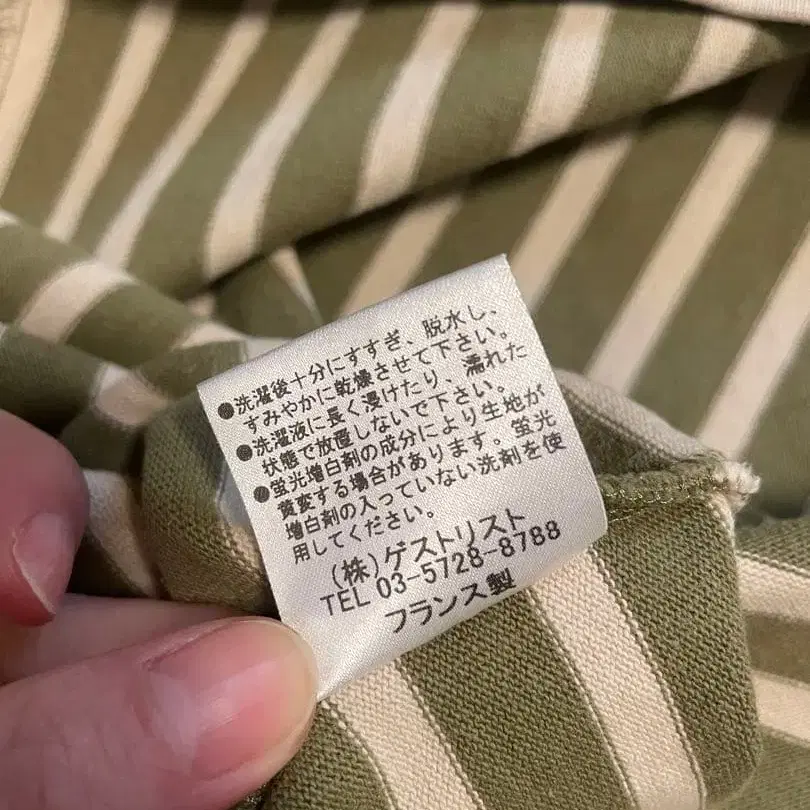 ●洗濯後十分にすすぎ、脱水し、
すみやかに乾燥させて下さい。
●洗濯液に長く浸けたり、濡れた
状態で放置しないで下さい。
●蛍光増白剤の成分により生地が
変する場合があります。蛍光
増白剤の入っていない洗剤を使
用してください。
(株)ゲストリスト
TEL 03-5728-8788
フランス製